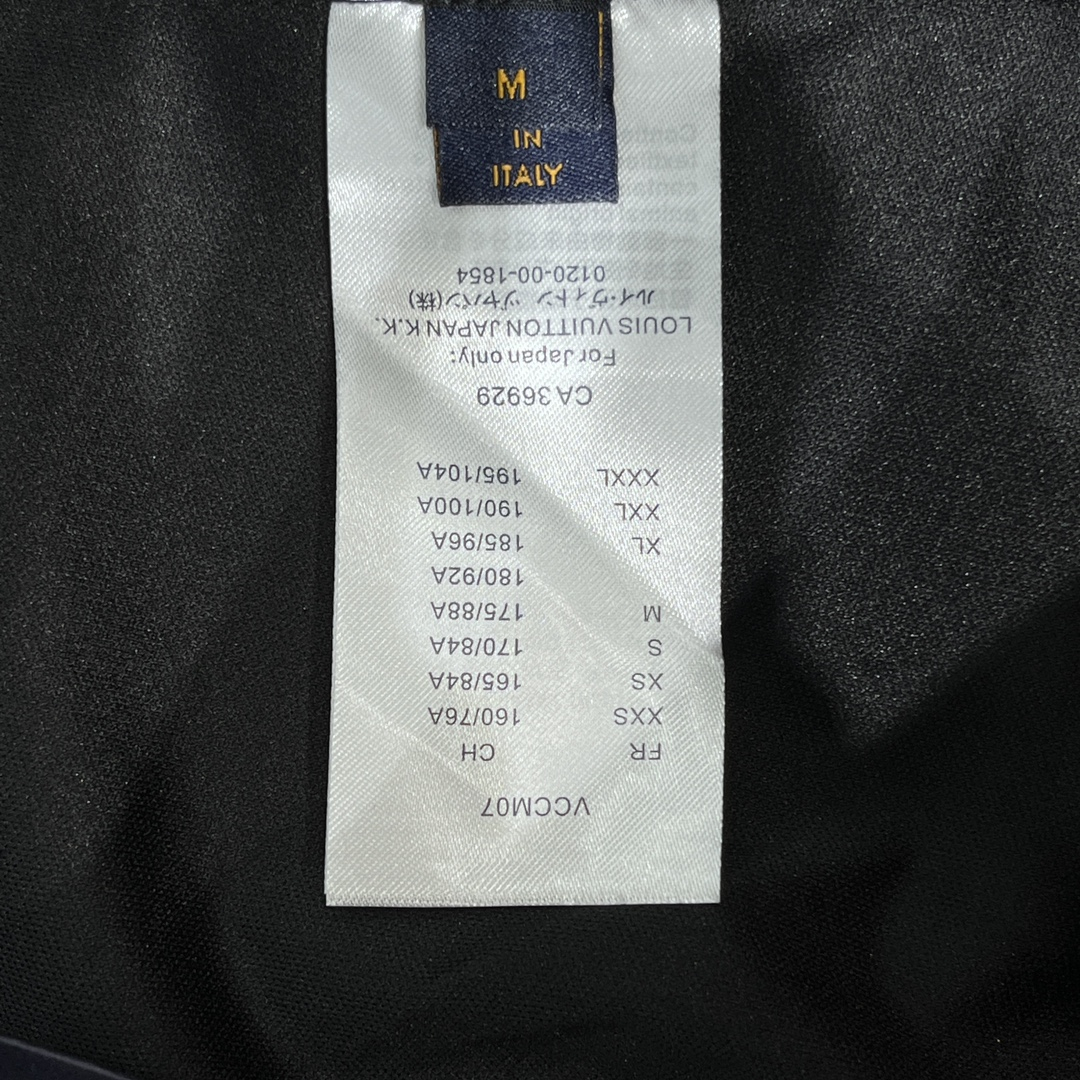 M
IN
ITALY
VCCM07
FR CH
XXS 160/76A
XS 165/84A
S 170/84A
M 175/88A
180/92A
XL 185/96A
XXL 190/100A
XXXL 195/104A
CA 36929
For Japan only:
LOUIS VUITTON JAPAN K.K.
ルイ・ヴィトン ジャパン(株)
0120-00-1854